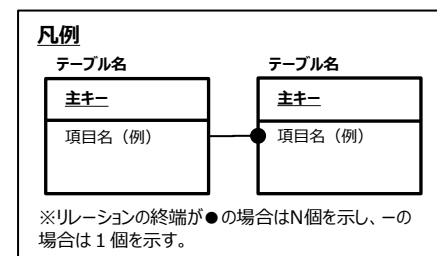 凡例
テーブル名 テーブル名
主キー 主キー
項目名（例） 項目名（例）
※リレーションの終端が●の場合はN個を示し、−の
場合は１個を示す。